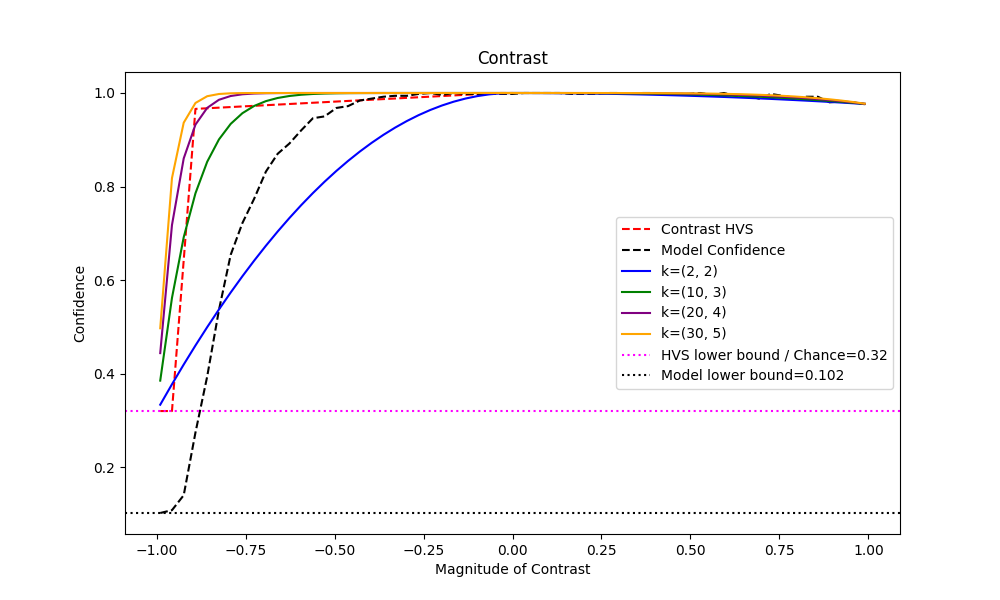 Contrast
1.0
0.8
0.6
0.4
0.2
Confidence
Contrast HVS
Model Confidence
k=(2, 2)
k=(10, 3)
k=(20, 4)
k=(30, 5)
HVS lower bound / Chance=0.32
Model lower bound=0.102
−1.00 −0.75 −0.50 −0.25 0.00 0.25 0.50 0.75 1.00
Magnitude of Contrast